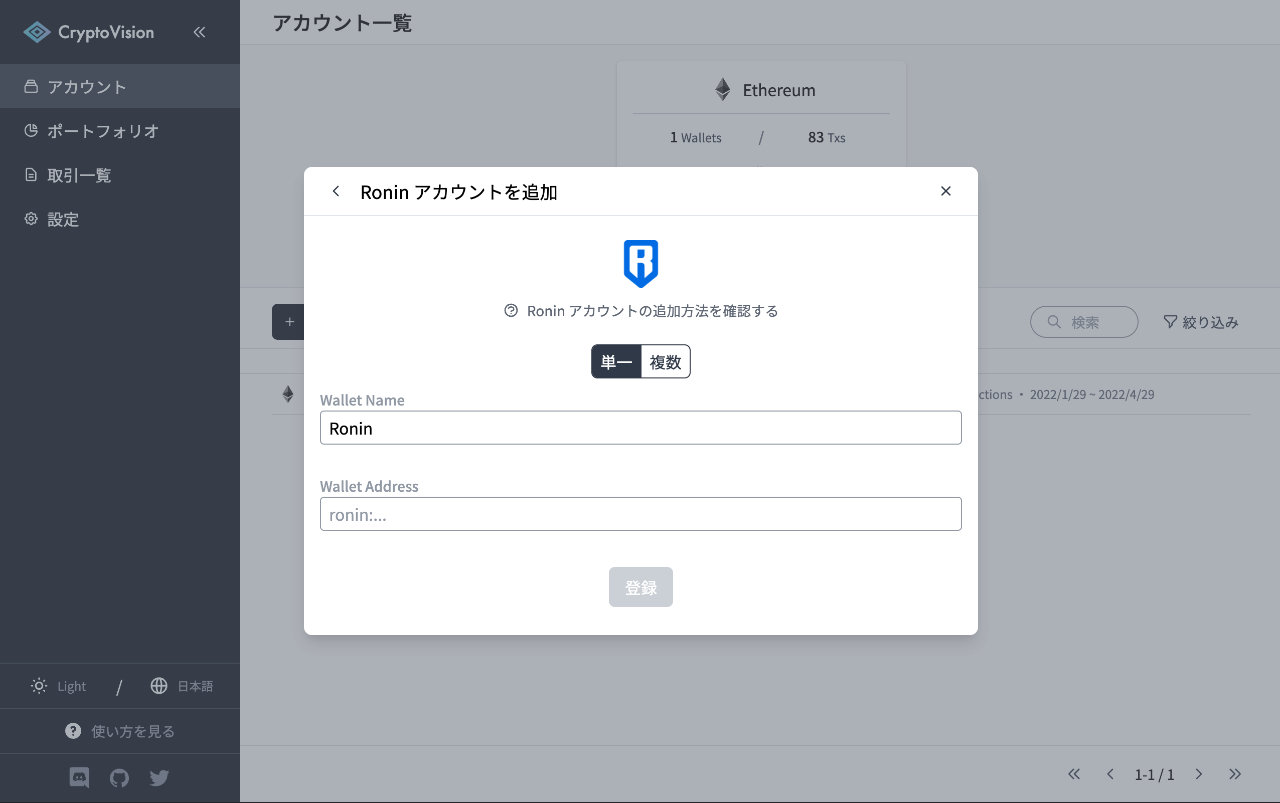 CryptoVision
アカウント
ポートフォリオ
取引一覧
設定
Light / 日本語
使い方を見る
アカウント一覧
Ethereum
1 Wallets / 83 Txs
+
検索
絞り込み
ctions • 2022/1/29 ~ 2022/4/29
Ronin アカウントを追加
Ronin アカウントの追加方法を確認する
単一 複数
Wallet Name
Ronin
Wallet Address
ronin:...
登録
1-1 / 1